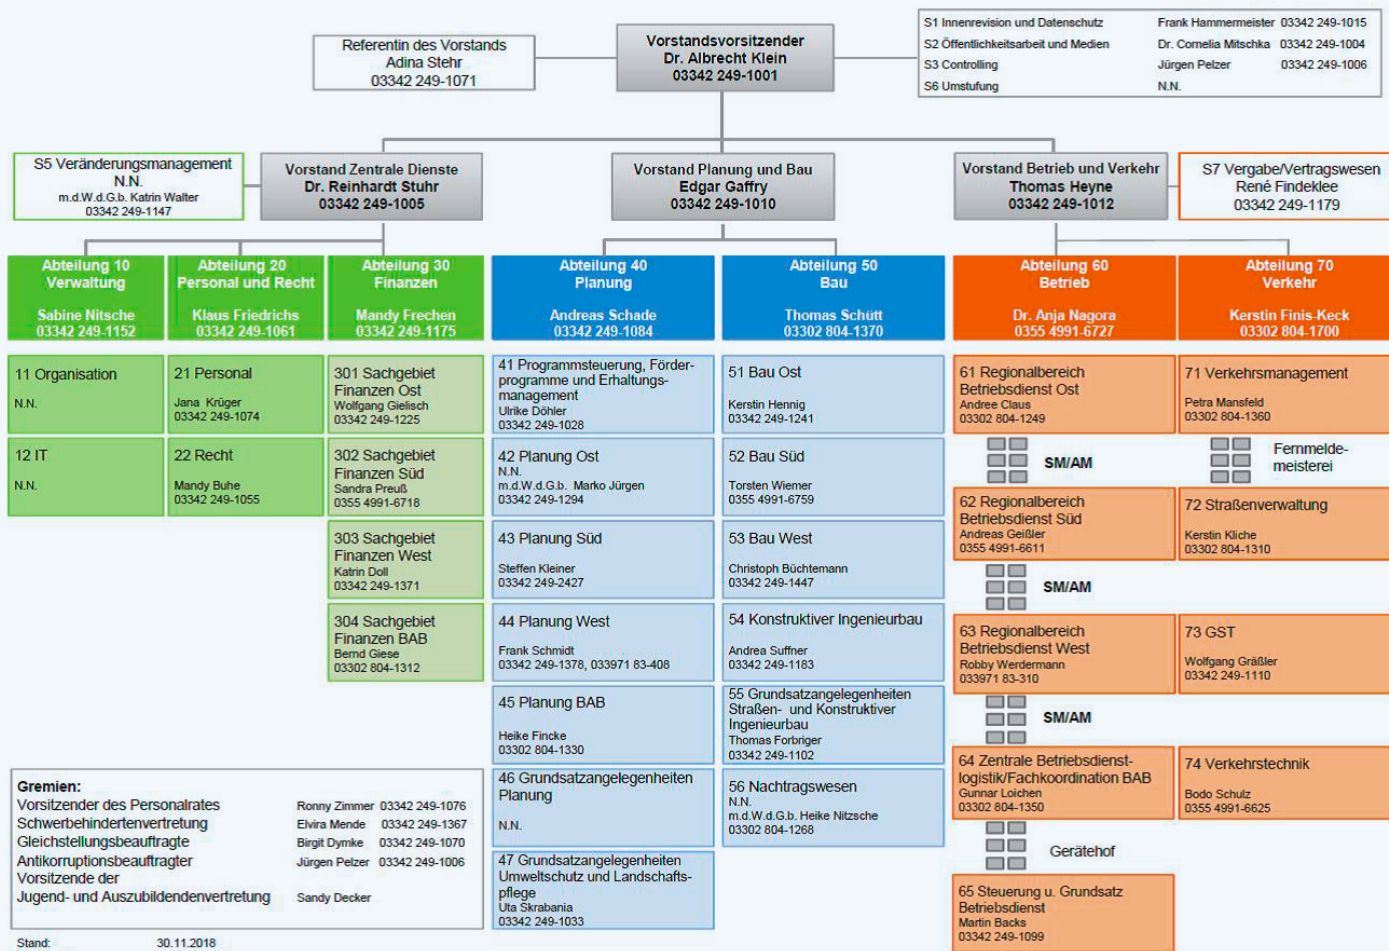 Referentin des Vorstands
Adina Stehr
03342 249-1071
Vorstandsvorsitzender
Dr. Albrecht Klein
03342 249-1001
S1 Innenrevision und Datenschutz Frank Hammermeister 03342 249-1015
S2 Öffentlichkeitsarbeit und Medien Dr. Cornelia Mitschka 03342 249-1004
S3 Controlling Jürgen Pelzer 03342 249-1006
S6 Umstufung N.N.
S5 Veränderungsmanagement
N.N.
m.d.W.d.G.b. Katrin Walter
03342 249-1147
Vorstand Zentrale Dienste
Dr. Reinhardt Stuhr
03342 249-1005
Vorstand Planung und Bau
Edgar Gaffry
03342 249-1010
Vorstand Betrieb und Verkehr
Thomas Heyne
03342 249-1012
S7 Vergabe/Vertragswesen
René Findeklee
03342 249-1179
Abteilung 10
Verwaltung
Sabine Nitsche
03342 249-1152
11 Organisation
N.N.
12 IT
N.N.
Abteilung 20
Personal und Recht
Klaus Friedrichs
03342 249-1061
21 Personal
Jana Krüger
03342 249-1074
22 Recht
Mandy Buhe
03342 249-1055
Abteilung 30
Finanzen
Mandy Frechen
03342 249-1175
301 Sachgebiet
Finanzen Ost
Wolfgang Gielisch
03342 249-1225
302 Sachgebiet
Finanzen Süd
Sandra Preuß
0355 4991-6718
303 Sachgebiet
Finanzen West
Katrin Doll
03342 249-1371
304 Sachgebiet
Finanzen BAB
Bernd Giese
03302 804-1312
Abteilung 40
Planung
Andreas Schade
03342 249-1084
41 Programmsteuerung, Förder-
programme und Erhaltungs-
management
Ulrike Döhler
03342 249-1028
42 Planung Ost
N.N.
m.d.W.d.G.b. Marko Jürgen
03342 249-1294
43 Planung Süd
Steffen Kleiner
03342 249-2427
44 Planung West
Frank Schmidt
03342 249-1378, 033971 83-408
45 Planung BAB
Heike Fincke
03302 804-1330
46 Grundsatzangelegenheiten
Planung
N.N.
47 Grundsatzangelegenheiten
Umweltschutz und Landschafts-
pflege
Uta Skrabania
03342 249-1033
Abteilung 50
Bau
Thomas Schütt
03302 804-1370
51 Bau Ost
Kerstin Hennig
03342 249-1241
52 Bau Süd
Torsten Wiemer
0355 4991-6759
53 Bau West
Christoph Büchtemann
03342 249-1447
54 Konstruktiver Ingenieurbau
Andrea Suffner
03342 249-1183
55 Grundsatzangelegenheiten
Straßen- und Konstruktiver
Ingenieurbau
Thomas Forbriger
03342 249-1102
56 Nachtragswesen
N.N.
m.d.W.d.G.b. Heike Nitzsche
03302 804-1268
Abteilung 60
Betrieb
Dr. Anja Nagora
0355 4991-6727
61 Regionalbereich
Betriebsdienst Ost
Andree Claus
03302 804-1249
SM/AM
62 Regionalbereich
Betriebsdienst Süd
Andreas Geißler
0355 4991-6611
SM/AM
63 Regionalbereich
Betriebsdienst West
Robby Werdermann
033971 83-310
SM/AM
64 Zentrale Betriebsdienst-
logistik/Fachkoordination BAB
Gunnar Loichen
03302 804-1350
Gerätehof
65 Steuerung u. Grundsatz
Betriebsdienst
Martin Backs
03342 249-1099
Abteilung 70
Verkehr
Kerstin Finis-Keck
03302 804-1700
71 Verkehrsmanagement
Petra Mansfeld
03302 804-1360
Fernmelde-
meisterei
72 Straßenverwaltung
Kerstin Kliche
03302 804-1310
73 GST
Wolfgang Gräßler
03342 249-1110
74 Verkehrstechnik
Bodo Schulz
0355 4991-6625
Gremien:
Vorsitzender des Personalrates Ronny Zimmer 03342 249-1076
Schwerbehindertenvertretung Elvira Mende 03342 249-1367
Gleichstellungsbeauftragte Birgit Dymke 03342 249-1070
Antikorruptionsbeauftragter Jürgen Pelzer 03342 249-1006
Vorsitzende der
Jugend- und Auszubildendenvertretung Sandy Decker
Stand: 30.11.2018